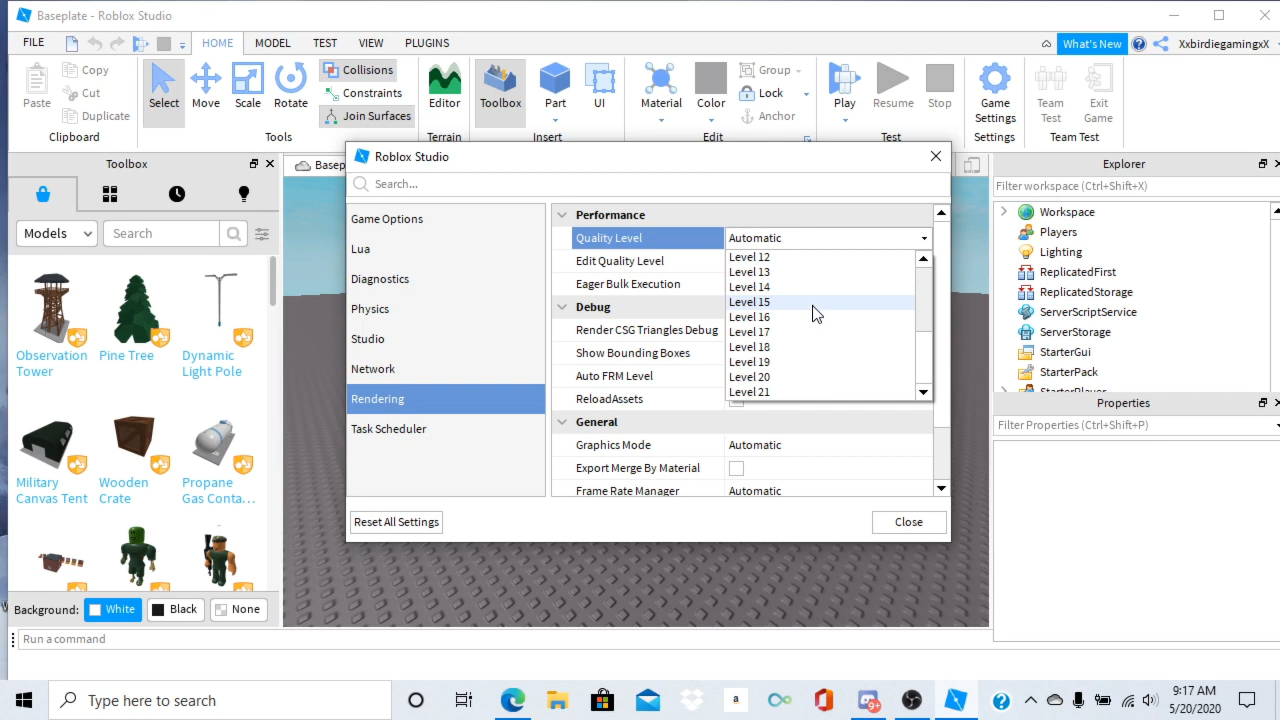 Baseplate - Roblox Studio
FILE
HOME
MODEL
TEST
VIEW
PLUGINS
What's New
XxbirdiegamingxX
Paste
Copy
Cut
Duplicate
Clipboard
Select
Move
Scale
Rotate
Collisions
Constraints
Join Surfaces
Tools
Editor
Terrain
Toolbox
Part
UI
Insert
Material
Color
Group
Lock
Anchor
Edit
Play
Resume
Stop
Test
Game
Settings
Settings
Team
Test
Exit
Game
Team Test
Toolbox
Models
Search
Observation
Tower
Pine Tree
Dynamic
Light Pole
Military
Canvas Tent
Wooden
Crate
Propane
Gas Conta...
Background:
White
Black
None
Run a command
Basep
Roblox Studio
Search...
Game Options
Lua
Diagnostics
Physics
Studio
Network
Rendering
Task Scheduler
Performance
Quality Level
Automatic
Edit Quality Level
Eager Bulk Execution
Debug
Render CSG Triangles Debug
Show Bounding Boxes
Auto FRM Level
ReloadAssets
Level 12
Level 13
Level 14
Level 15
Level 16
Level 17
Level 18
Level 19
Level 20
Level 21
General
Graphics Mode
Automatic
Export Merge By Material
Frame Rate Manager
Automatic
Reset All Settings
Close
Explorer
Filter workspace (Ctrl+Shift+X)
Workspace
Players
Lighting
ReplicatedFirst
ReplicatedStorage
ServerScriptService
ServerStorage
StarterGui
StarterPack
StarterPlayer
Properties
Filter Properties (Ctrl+Shift+P)
Type here to search
a
9+
9:17 AM
5/20/2020